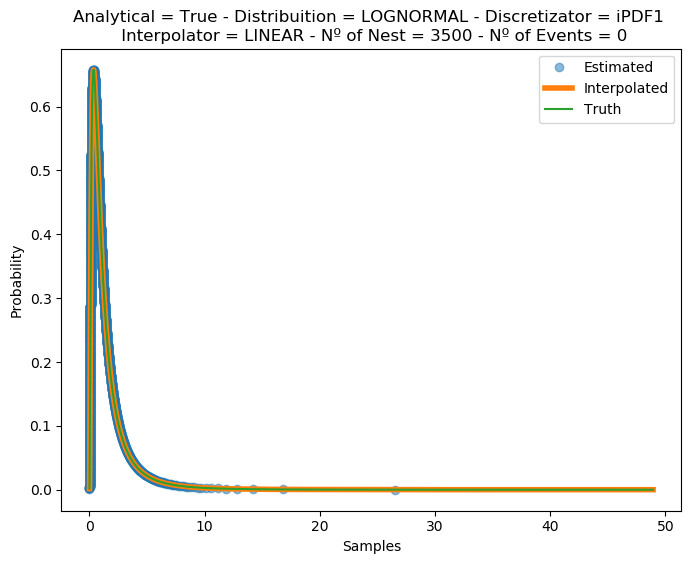 Analytical = True - Distribuition = LOGNORMAL - Discretizator = iPDF1
Interpolator = LINEAR - Nº of Nest = 3500 - Nº of Events = 0
Estimated
Interpolated
Truth
Probability
0.6
0.5
0.4
0.3
0.2
0.1
0.0
0 10 20 30 40 50
Samples